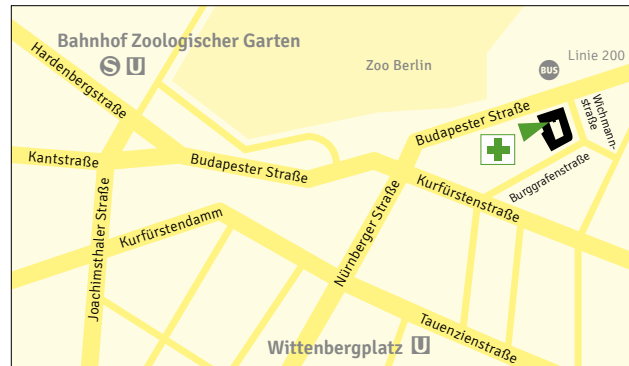 Bahnhof Zoologischer Garten
S U
Hardenbergstraße
Zoo Berlin
BUS
Linie 200
Budapester Straße
Wichmann-
straße
Kantstraße
Budapester Straße
Burggrafenstraße
Kurfürstenstraße
Joachimsthaler Straße
Kurfürstendamm
Nürnberger Straße
Tauenzienstraße
Wittenbergplatz U